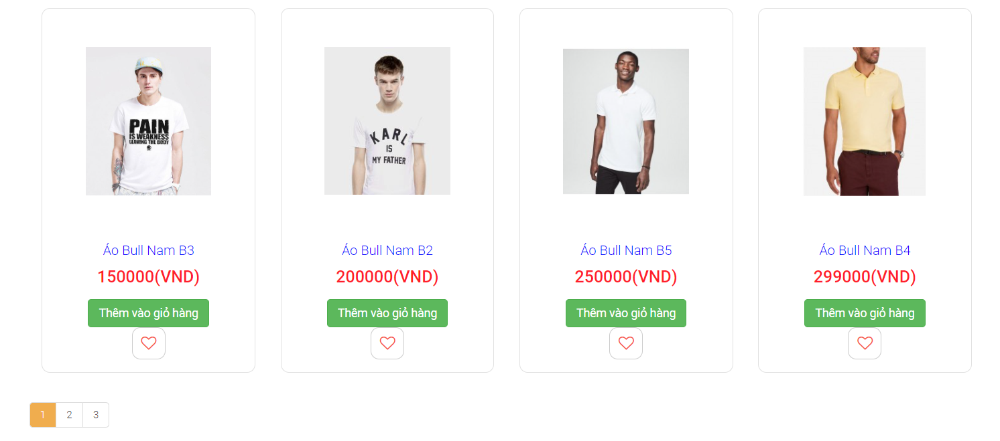 PAIN
IS WEAKNESS
LEAVING THE BODY
KARL
IS
MY FATHER
Áo Bull Nam B3
Áo Bull Nam B2
Áo Bull Nam B5
Áo Bull Nam B4
150000(VND)
200000(VND)
250000(VND)
299000(VND)
Thêm vào giỏ hàng
Thêm vào giỏ hàng
Thêm vào giỏ hàng
Thêm vào giỏ hàng
1 2 3